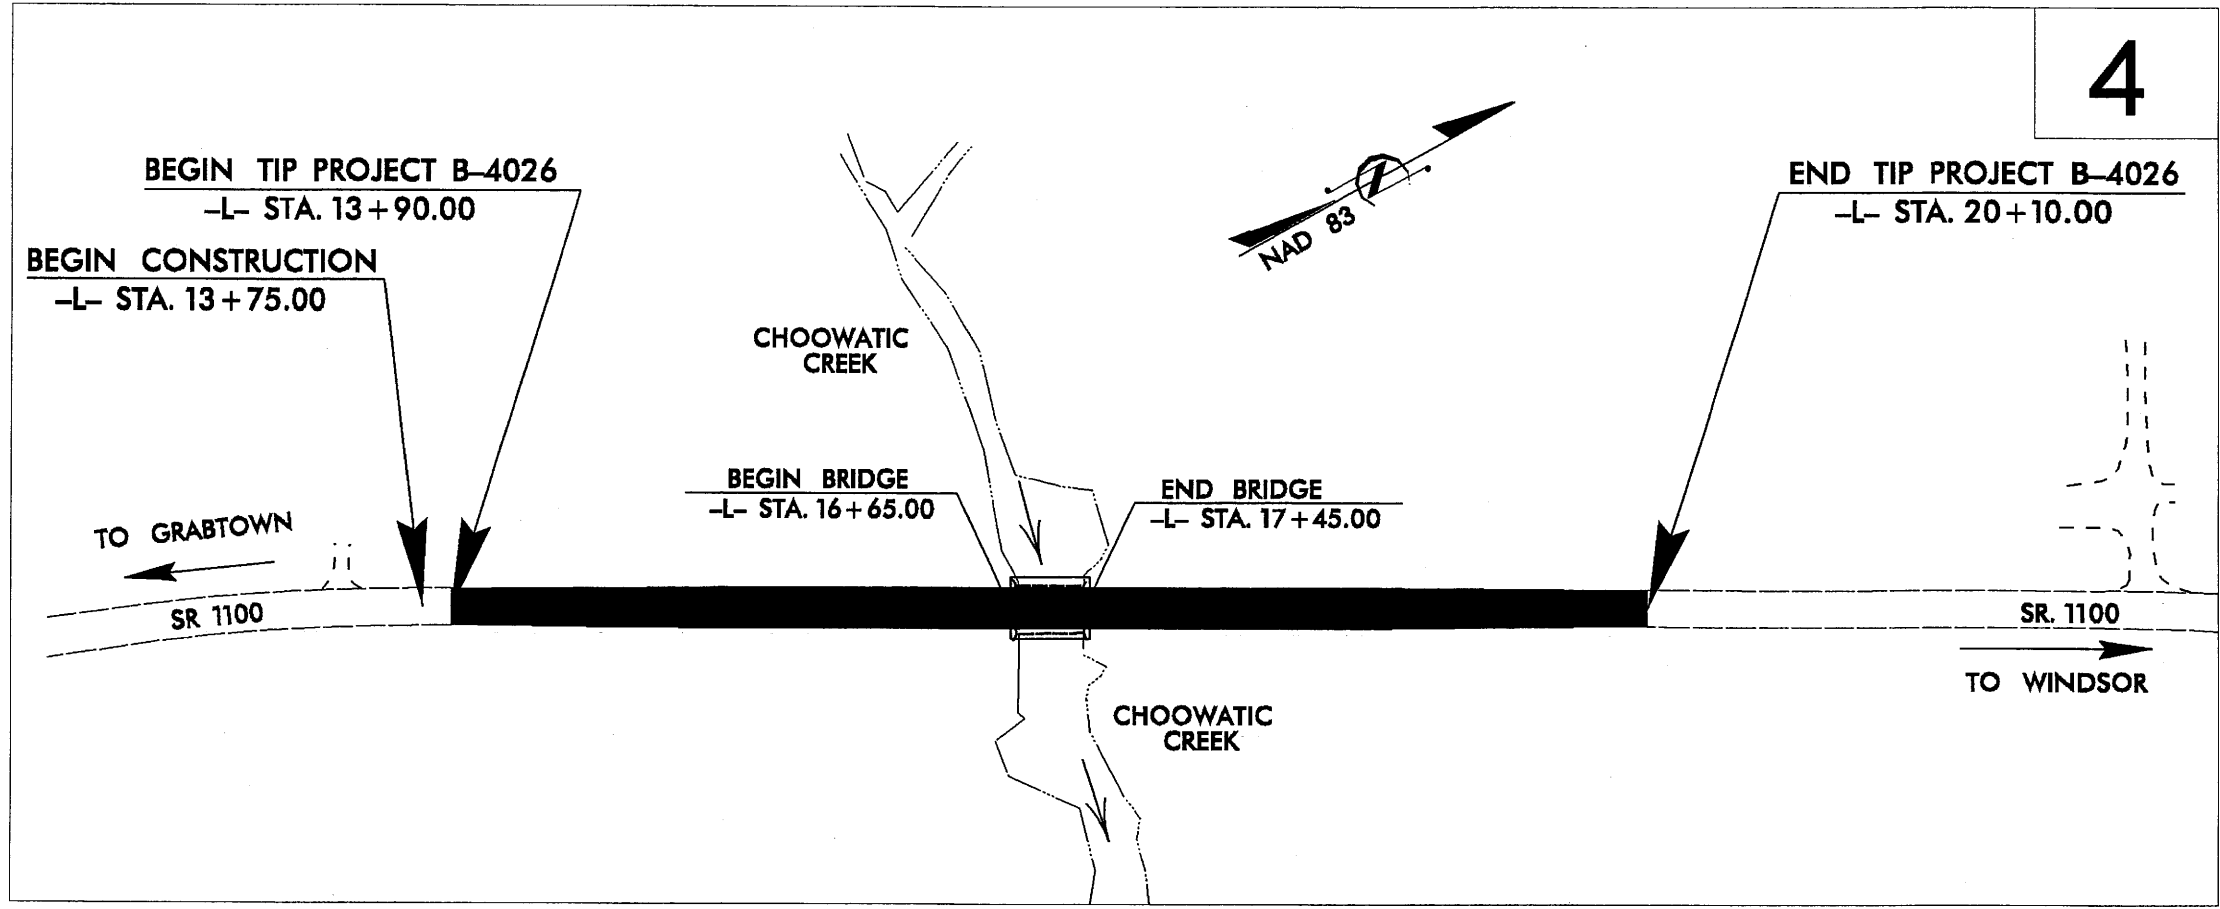 4
BEGIN TIP PROJECT B-4026
-L- STA. 13+90.00
BEGIN CONSTRUCTION
-L- STA. 13+75.00
NAD 83
END TIP PROJECT B-4026
-L- STA. 20+10.00
CHOOWATIC
CREEK
BEGIN BRIDGE
-L- STA. 16+65.00
END BRIDGE
-L- STA. 17+45.00
TO GRABTOWN
SR 1100
SR. 1100
TO WINDSOR
CHOOWATIC
CREEK